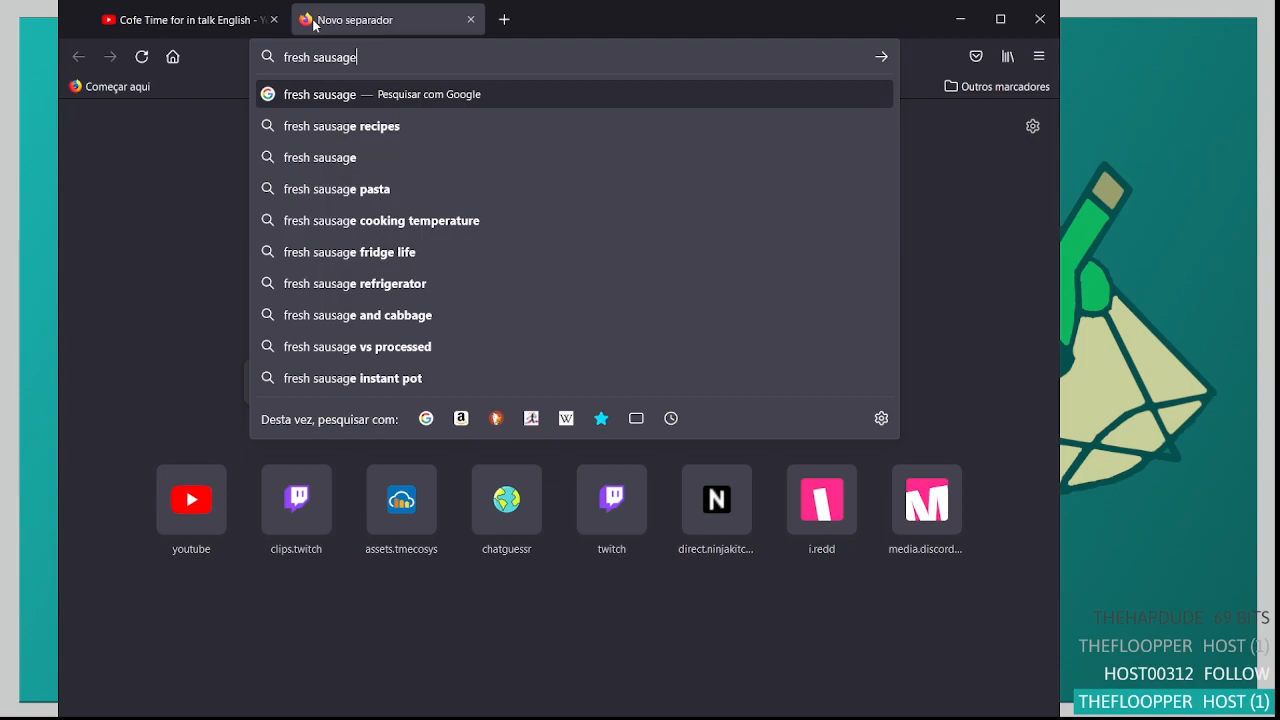 Cofe Time for in talk English - Yo
Novo separador
fresh sausage
Começar aqui
Outros marcadores
fresh sausage — Pesquisar com Google
fresh sausage recipes
fresh sausage
fresh sausage pasta
fresh sausage cooking temperature
fresh sausage fridge life
fresh sausage refrigerator
fresh sausage and cabbage
fresh sausage vs processed
fresh sausage instant pot
Desta vez, pesquisar com:
youtube
clips.twitch
assets.tmecosys
chatguessr
twitch
direct.ninjakitc...
i.redd
media.discord...
THEHAPDUDE 69 BITS
THEFLOOPPER HOST (1)
HOST00312 FOLLOW
THEFLOOPPER HOST (1)